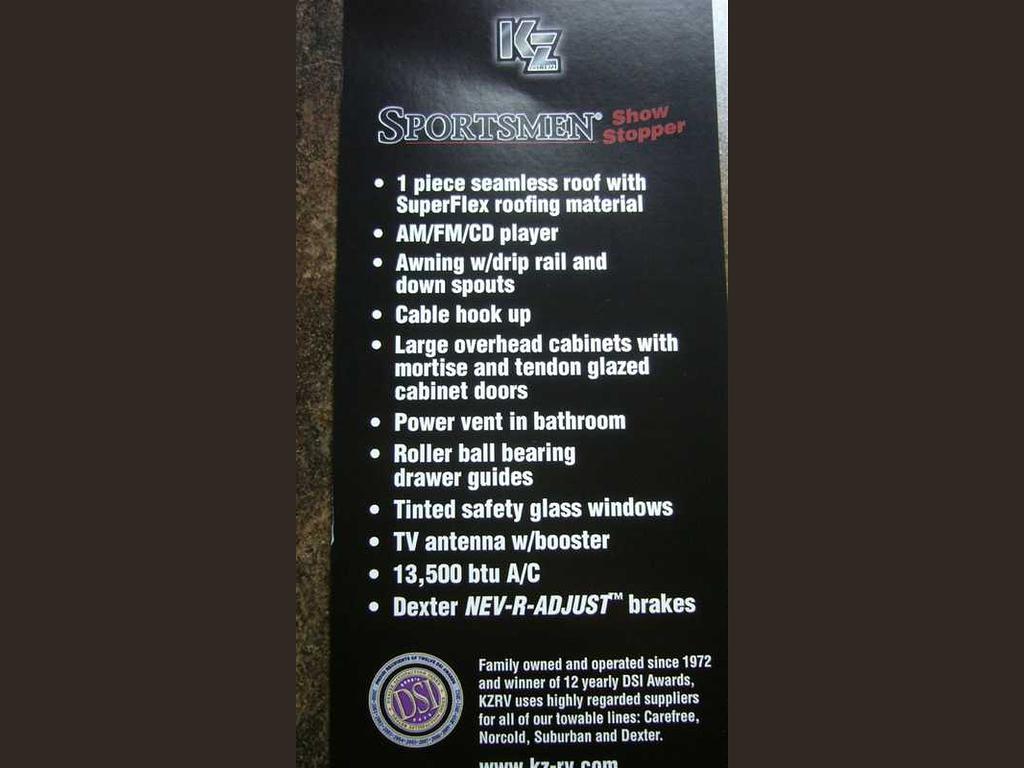 KZ
SPORTSMEN® Show
Stopper
• 1 piece seamless roof with
SuperFlex roofing material
• AM/FM/CD player
• Awning w/drip rail and
down spouts
• Cable hook up
• Large overhead cabinets with
mortise and tendon glazed
cabinet doors
• Power vent in bathroom
• Roller ball bearing
drawer guides
• Tinted safety glass windows
• TV antenna w/booster
• 13,500 btu A/C
• Dexter NEV-R-ADJUST™ brakes
DSI
Family owned and operated since 1972
and winner of 12 yearly DSI Awards,
KZRV uses highly regarded suppliers
for all of our towable lines: Carefree,
Norcold, Suburban and Dexter.
www.kz-rv.com